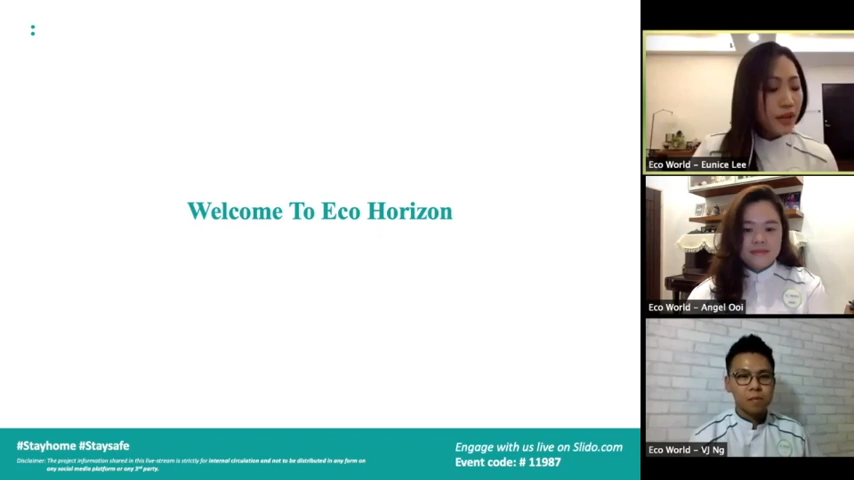 Welcome To Eco Horizon
#Stayhome #Staysafe
Disclaimer: The project information shared in this live-stream is strictly for internal circulation and not to be distributed in any form on
any social media platform or any 3rd party.
Engage with us live on Slido.com
Event code: # 11987
Eco World – Eunice Lee
Eco World – Angel Ooi
Eco World – VJ Ng